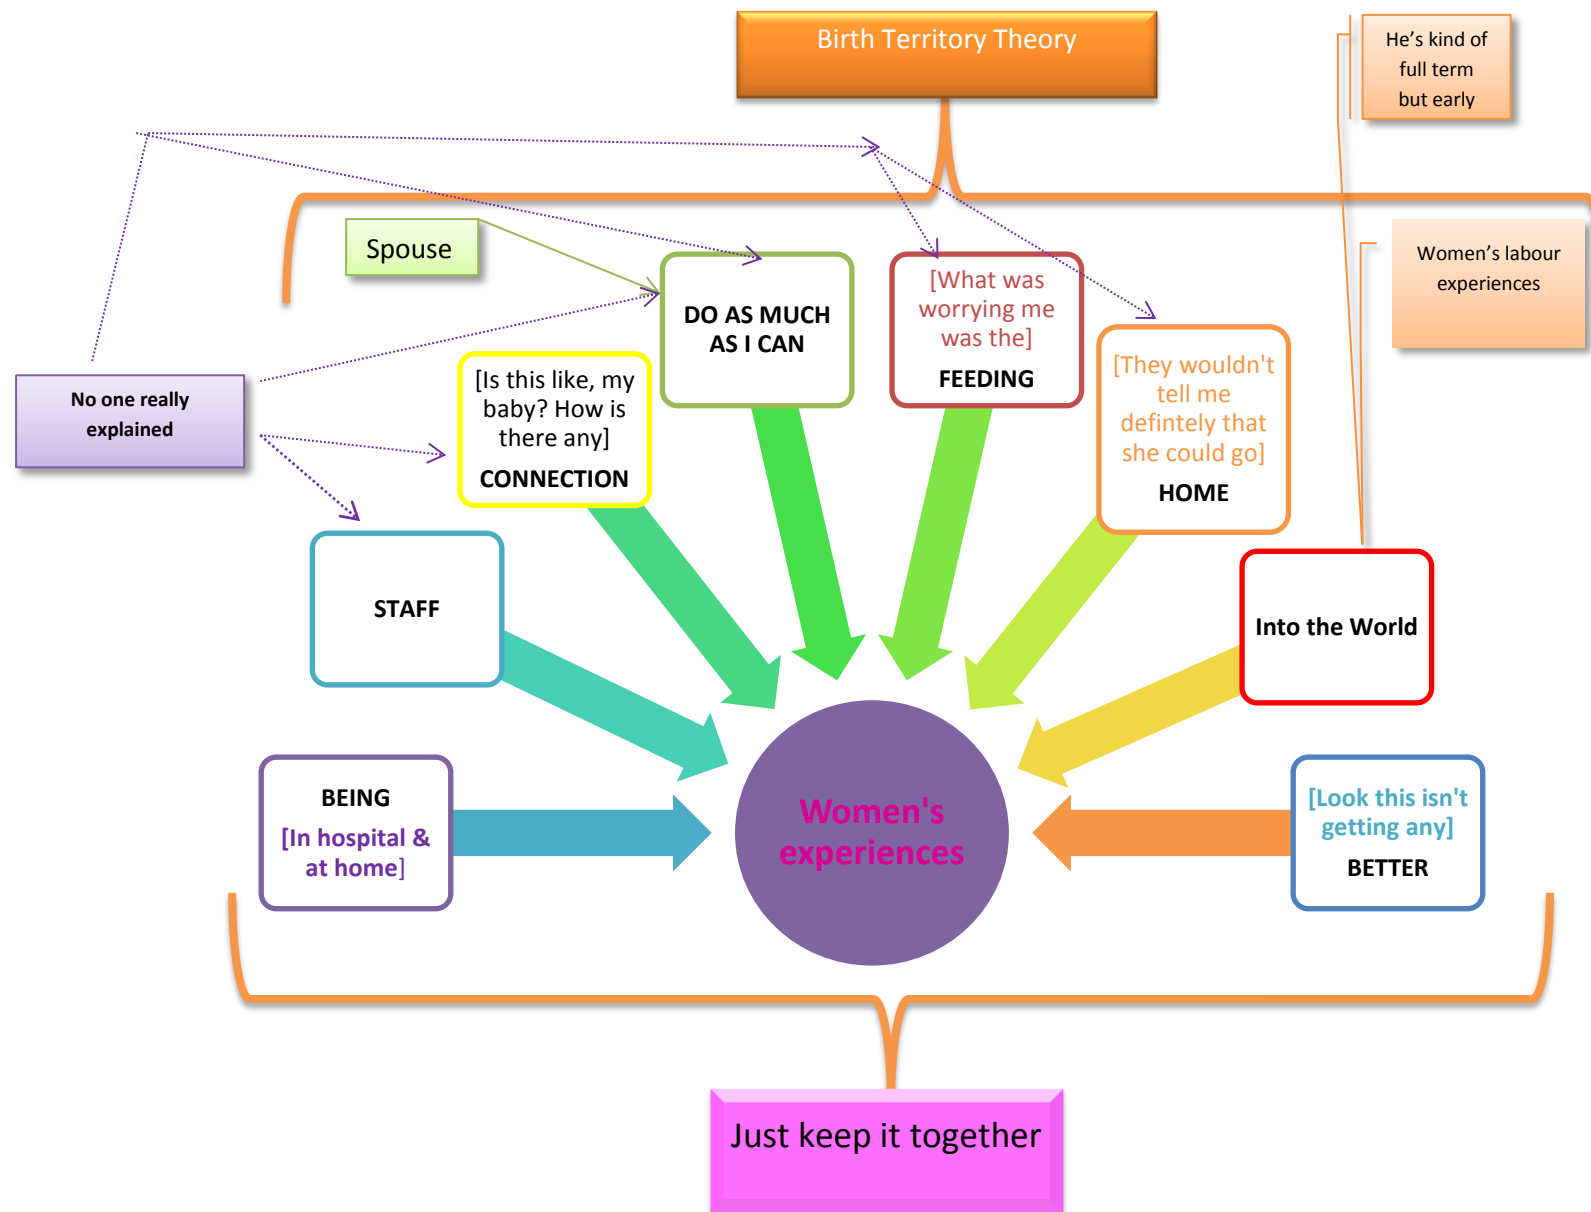 Birth Territory Theory
He’s kind of
full term
but early
Spouse
Women’s labour
experiences
DO AS MUCH
AS I CAN
[What was
worrying me
was the]
FEEDING
[They wouldn't
tell me
defintely that
she could go]
HOME
No one really
explained
[Is this like, my
baby? How is
there any]
CONNECTION
STAFF
Into the World
BEING
[In hospital &
at home]
Women's
experiences
[Look this isn't
getting any]
BETTER
Just keep it together